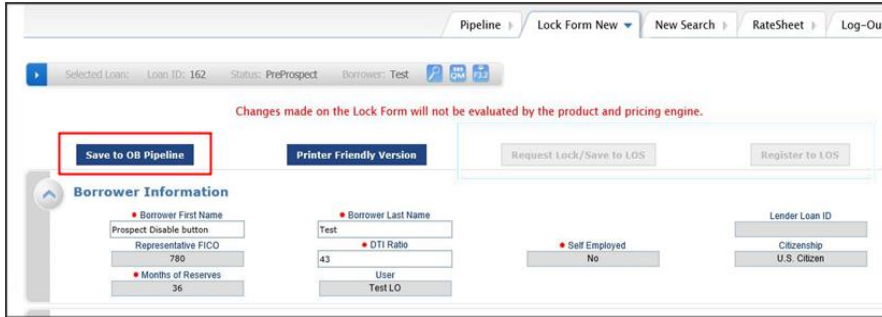 Pipeline Lock Form New New Search RateSheet Log-Ou
Selected Loan: Loan ID: 162 Status: PreProspect Borrower: Test QM F3.2
Changes made on the Lock Form will not be evaluated by the product and pricing engine.
Save to OB Pipeline Printer Friendly Version Request Lock/Save to LOS Register to LOS
Borrower Information
Borrower First Name Borrower Last Name Lender Loan ID
Prospect Disable button Test
Representative FICO DTI Ratio Self Employed Citizenship
780 43 No U.S. Citizen
Months of Reserves User
36 Test LO